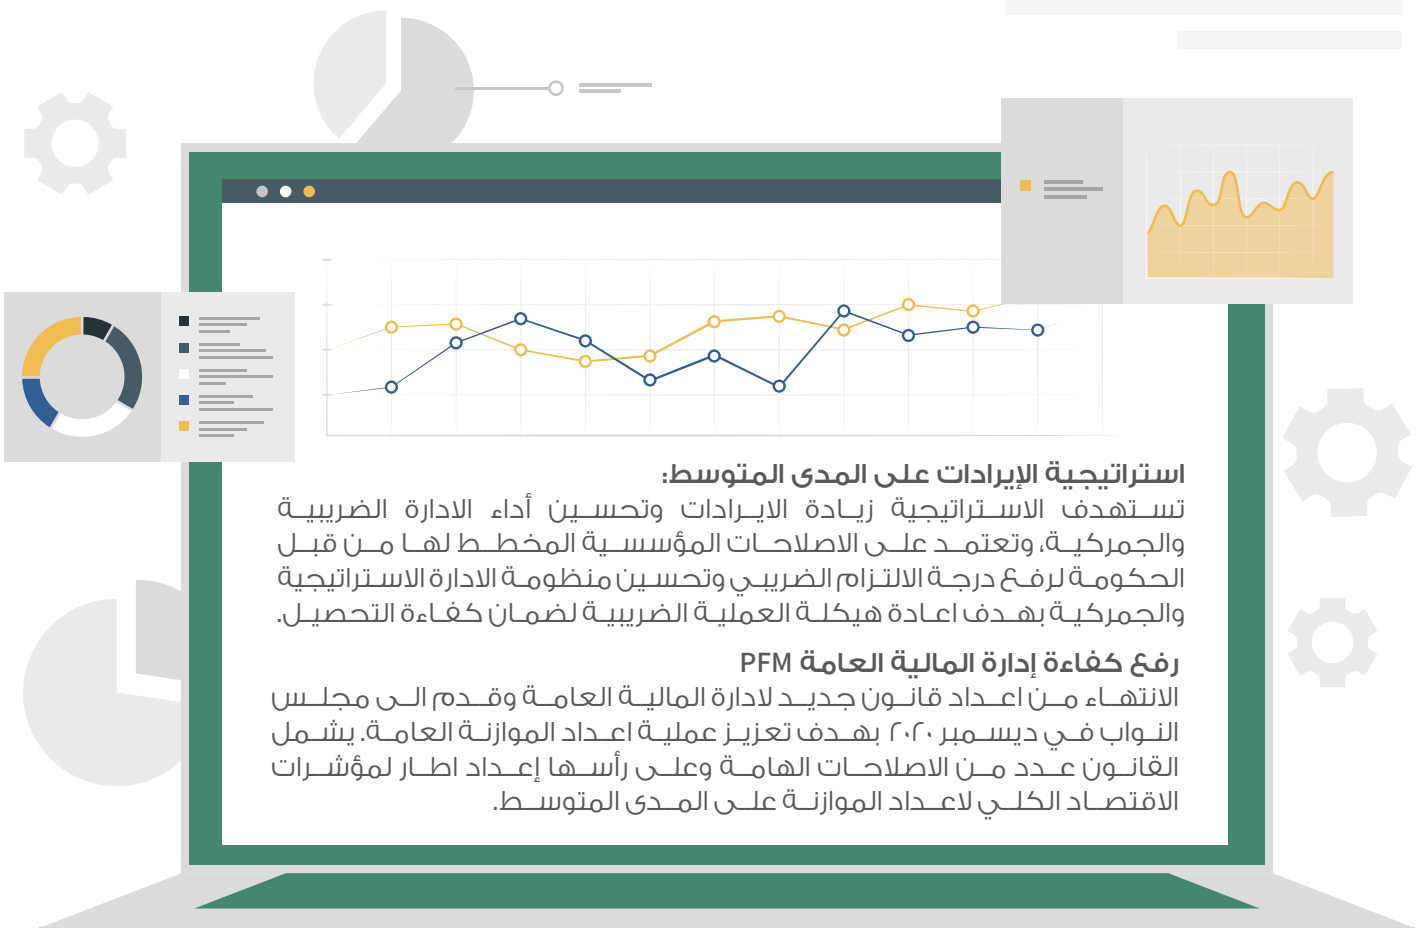 استراتيجية الإيرادات على المدى المتوسط:
تستهدف الاستراتيجية زيادة الايرادات وتحسين أداء الادارة الضريبية
والجمركية، وتعتمد على الاصلاحات المؤسسية المخطط لها من قبل
الحكومة لرفع درجة الالتزام الضريبي وتحسين منظومة الادارة الاستراتيجية
والجمركية بهدف اعادة هيكلة العملية الضريبية لضمان كفاءة التحصيل.
رفع كفاءة إدارة المالية العامة PFM
الانتهاء من اعداد قانون جديد لادارة المالية العامة وقدم الى مجلس
النواب في ديسمبر ٢٠٢٠ بهدف تعزيز عملية اعداد الموازنة العامة. يشمل
القانون عدد من الاصلاحات الهامة وعلى رأسها إعداد اطار لمؤشرات
الاقتصاد الكلي لاعداد الموازنة على المدى المتوسط.